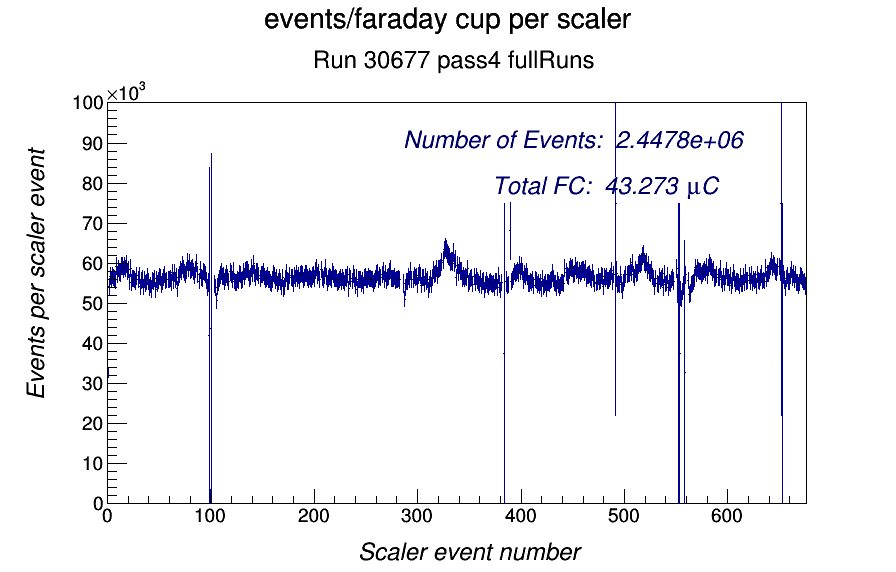 events/faraday cup per scaler
Run 30677 pass4 fullRuns
×10³
100
90
80
70
60
50
40
30
20
10
0
Events per scaler event
Number of Events: 2.4478e+06
Total FC: 43.273 μC
0 100 200 300 400 500 600
Scaler event number